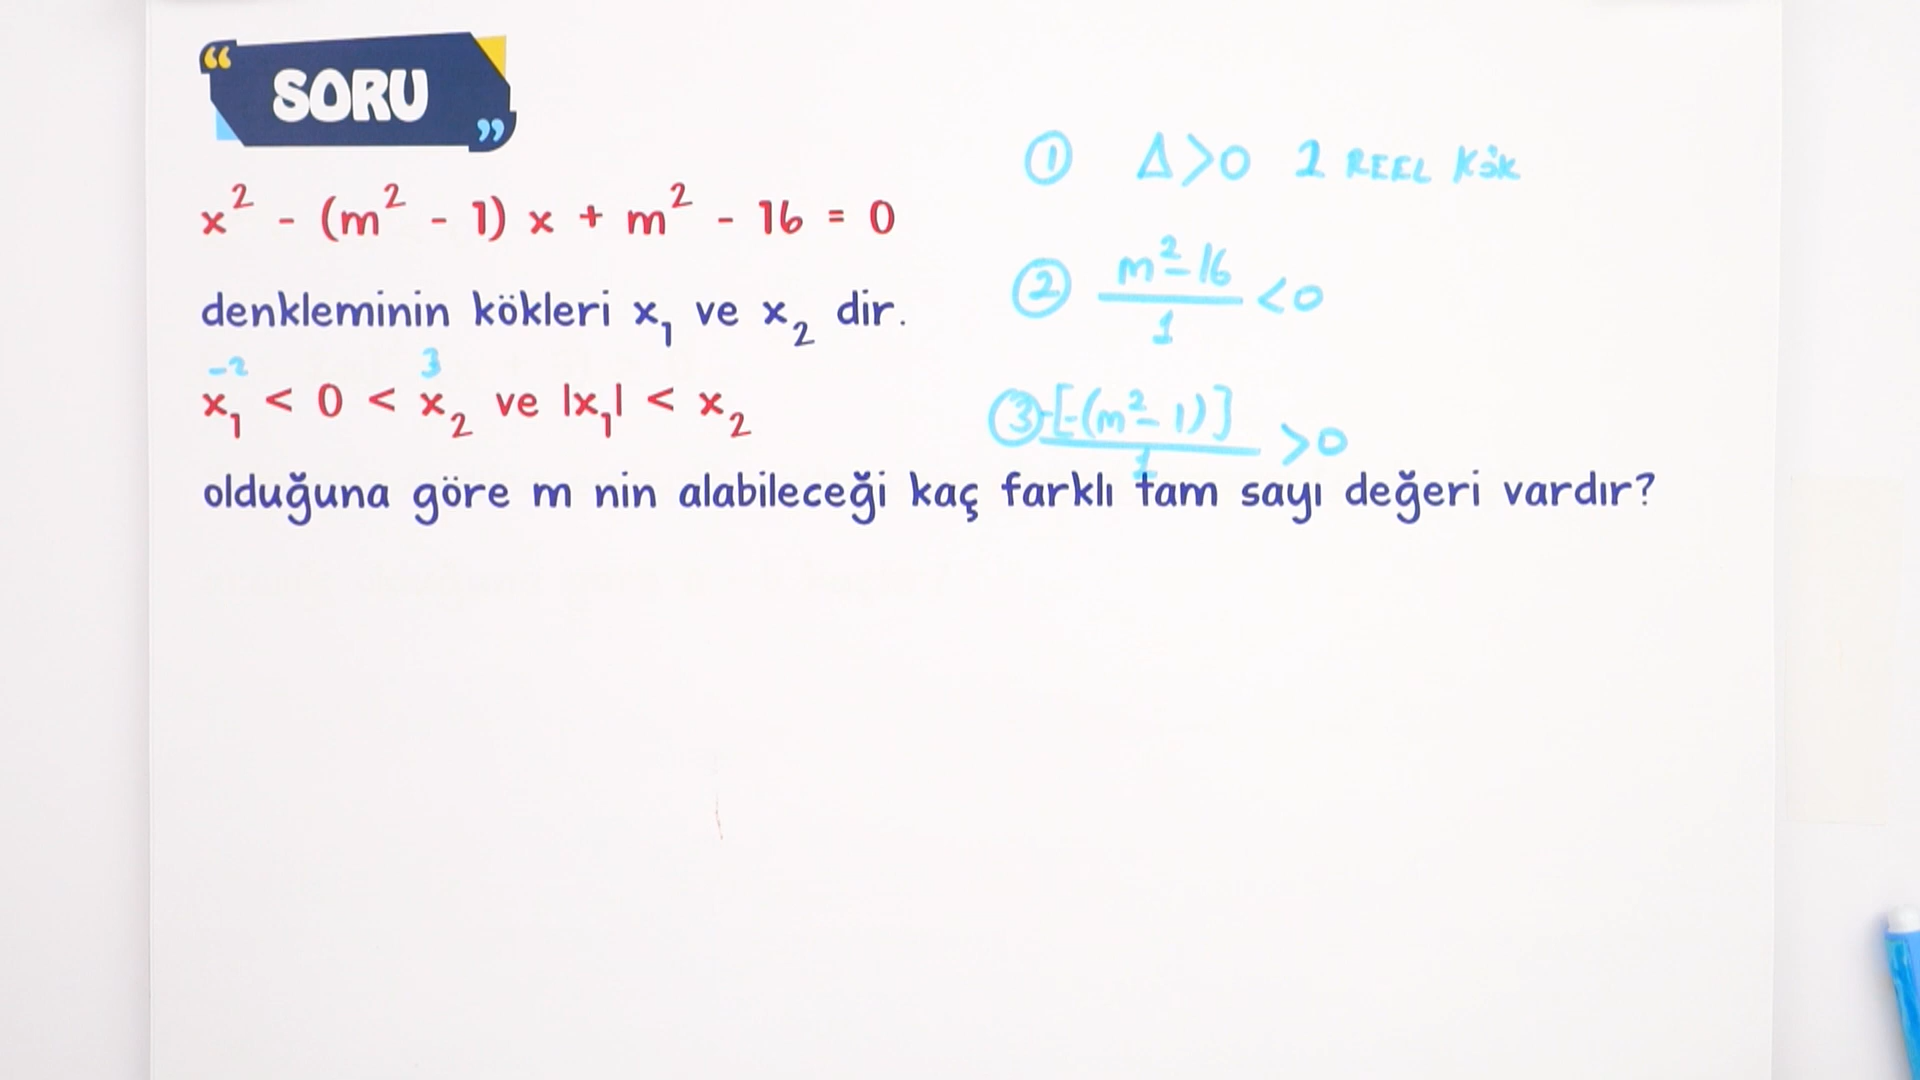 “ SORU ”
x² - (m² - 1) x + m² - 16 = 0
denkleminin kökleri x₁ ve x₂ dir.
-2 3
x₁ < 0 < x₂ ve |x₁| < x₂
olduğuna göre m nin alabileceği kaç farklı tam sayı değeri vardır?
① Δ>0 2 REEL KÖK
② m²-16 / 1 <0
③ -[-(m²-1)] / 1 >0